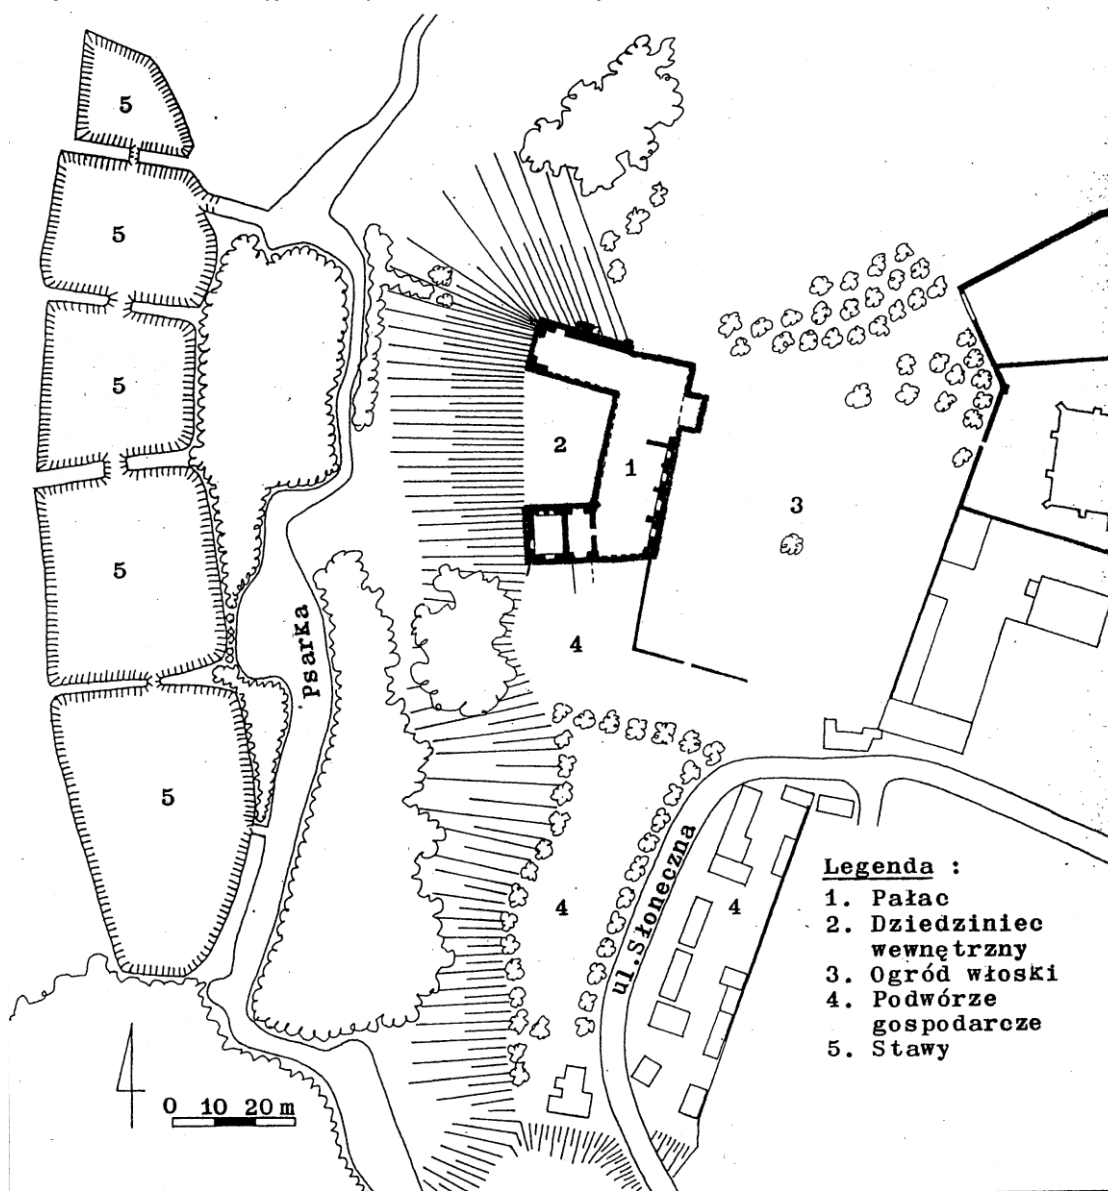 5
5
5
5
5
2
1
3
4
4
4
Psarka
ul.Słoneczna
Legenda :
1. Pałac
2. Dziedziniec
wewnętrzny
3. Ogród włoski
4. Podwórze
gospodarcze
5. Stawy
0 10 20 m